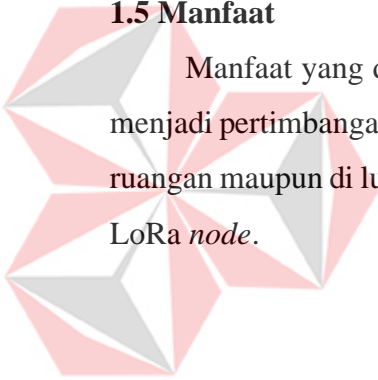 1.5 Manfaat
Manfaat yang
menjadi pertimbanga
ruangan maupun di lu
LoRa node.